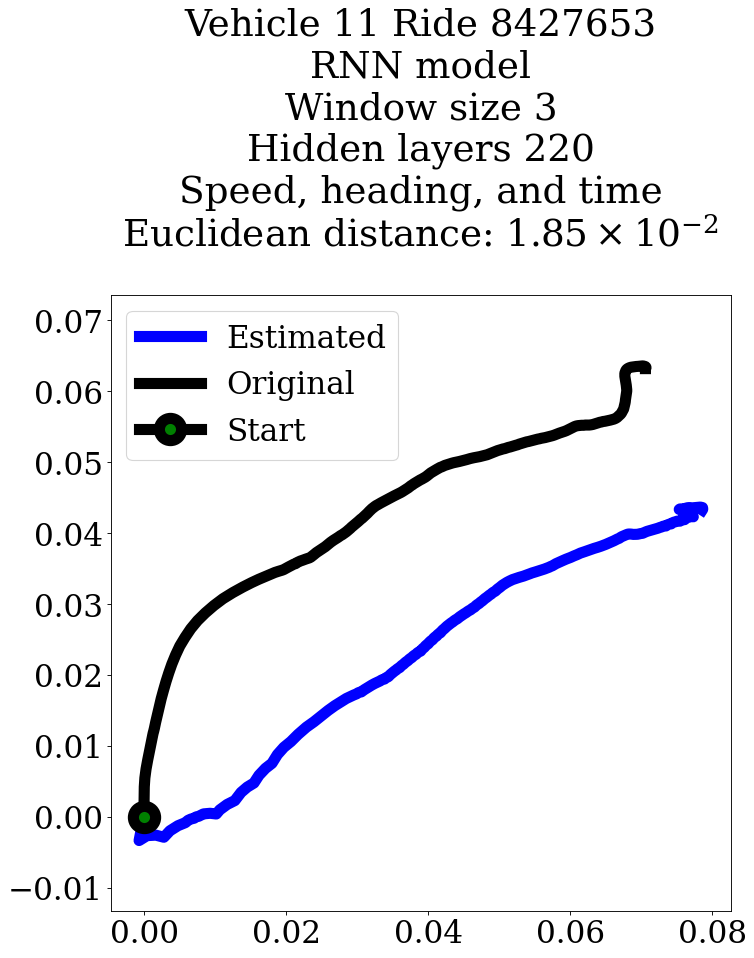 Vehicle 11 Ride 8427653
RNN model
Window size 3
Hidden layers 220
Speed, heading, and time
Euclidean distance: 1.85 × 10⁻²
Estimated
Original
Start
0.07
0.06
0.05
0.04
0.03
0.02
0.01
0.00
−0.01
0.00 0.02 0.04 0.06 0.08